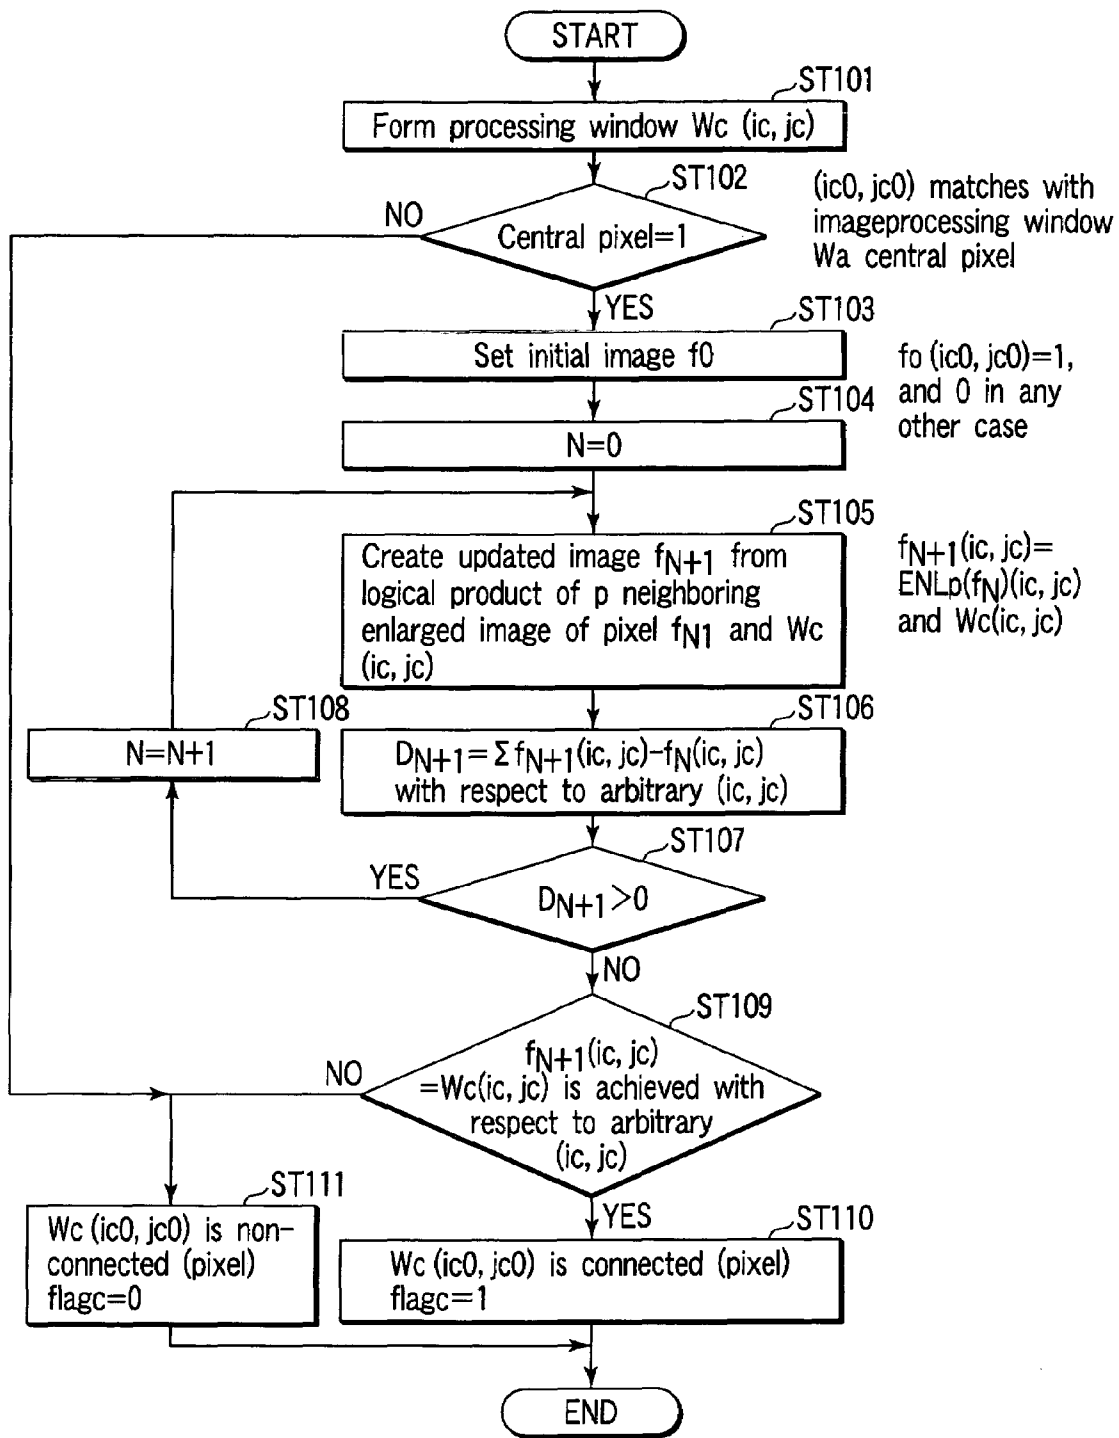 START
ST101
Form processing window Wc (ic, jc)
ST102
(ic0, jc0) matches with
imageprocessing window
Wa central pixel
NO
Central pixel=1
YES
ST103
Set initial image f0
fo (ic0, jc0)=1,
and 0 in any
other case
ST104
N=0
ST105
Create updated image fN+1 from
logical product of p neighboring
enlarged image of pixel fN1 and Wc
(ic, jc)
fN+1(ic, jc)=
ENLp(fN)(ic, jc)
and Wc(ic, jc)
ST108
N=N+1
ST106
DN+1=Σ fN+1(ic, jc)-fN(ic, jc)
with respect to arbitrary (ic, jc)
ST107
YES
DN+1>0
NO
ST109
NO
fN+1(ic, jc)
=Wc(ic, jc) is achieved with
respect to arbitrary
(ic, jc)
YES
ST111
Wc (ic0, jc0) is non-
connected (pixel)
flagc=0
ST110
Wc (ic0, jc0) is connected (pixel)
flagc=1
END